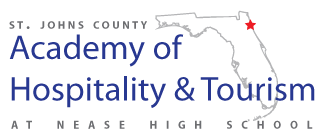 ST. JOHNS COUNTY
Academy of
Hospitality & Tourism
AT NEASE HIGH SCHOOL